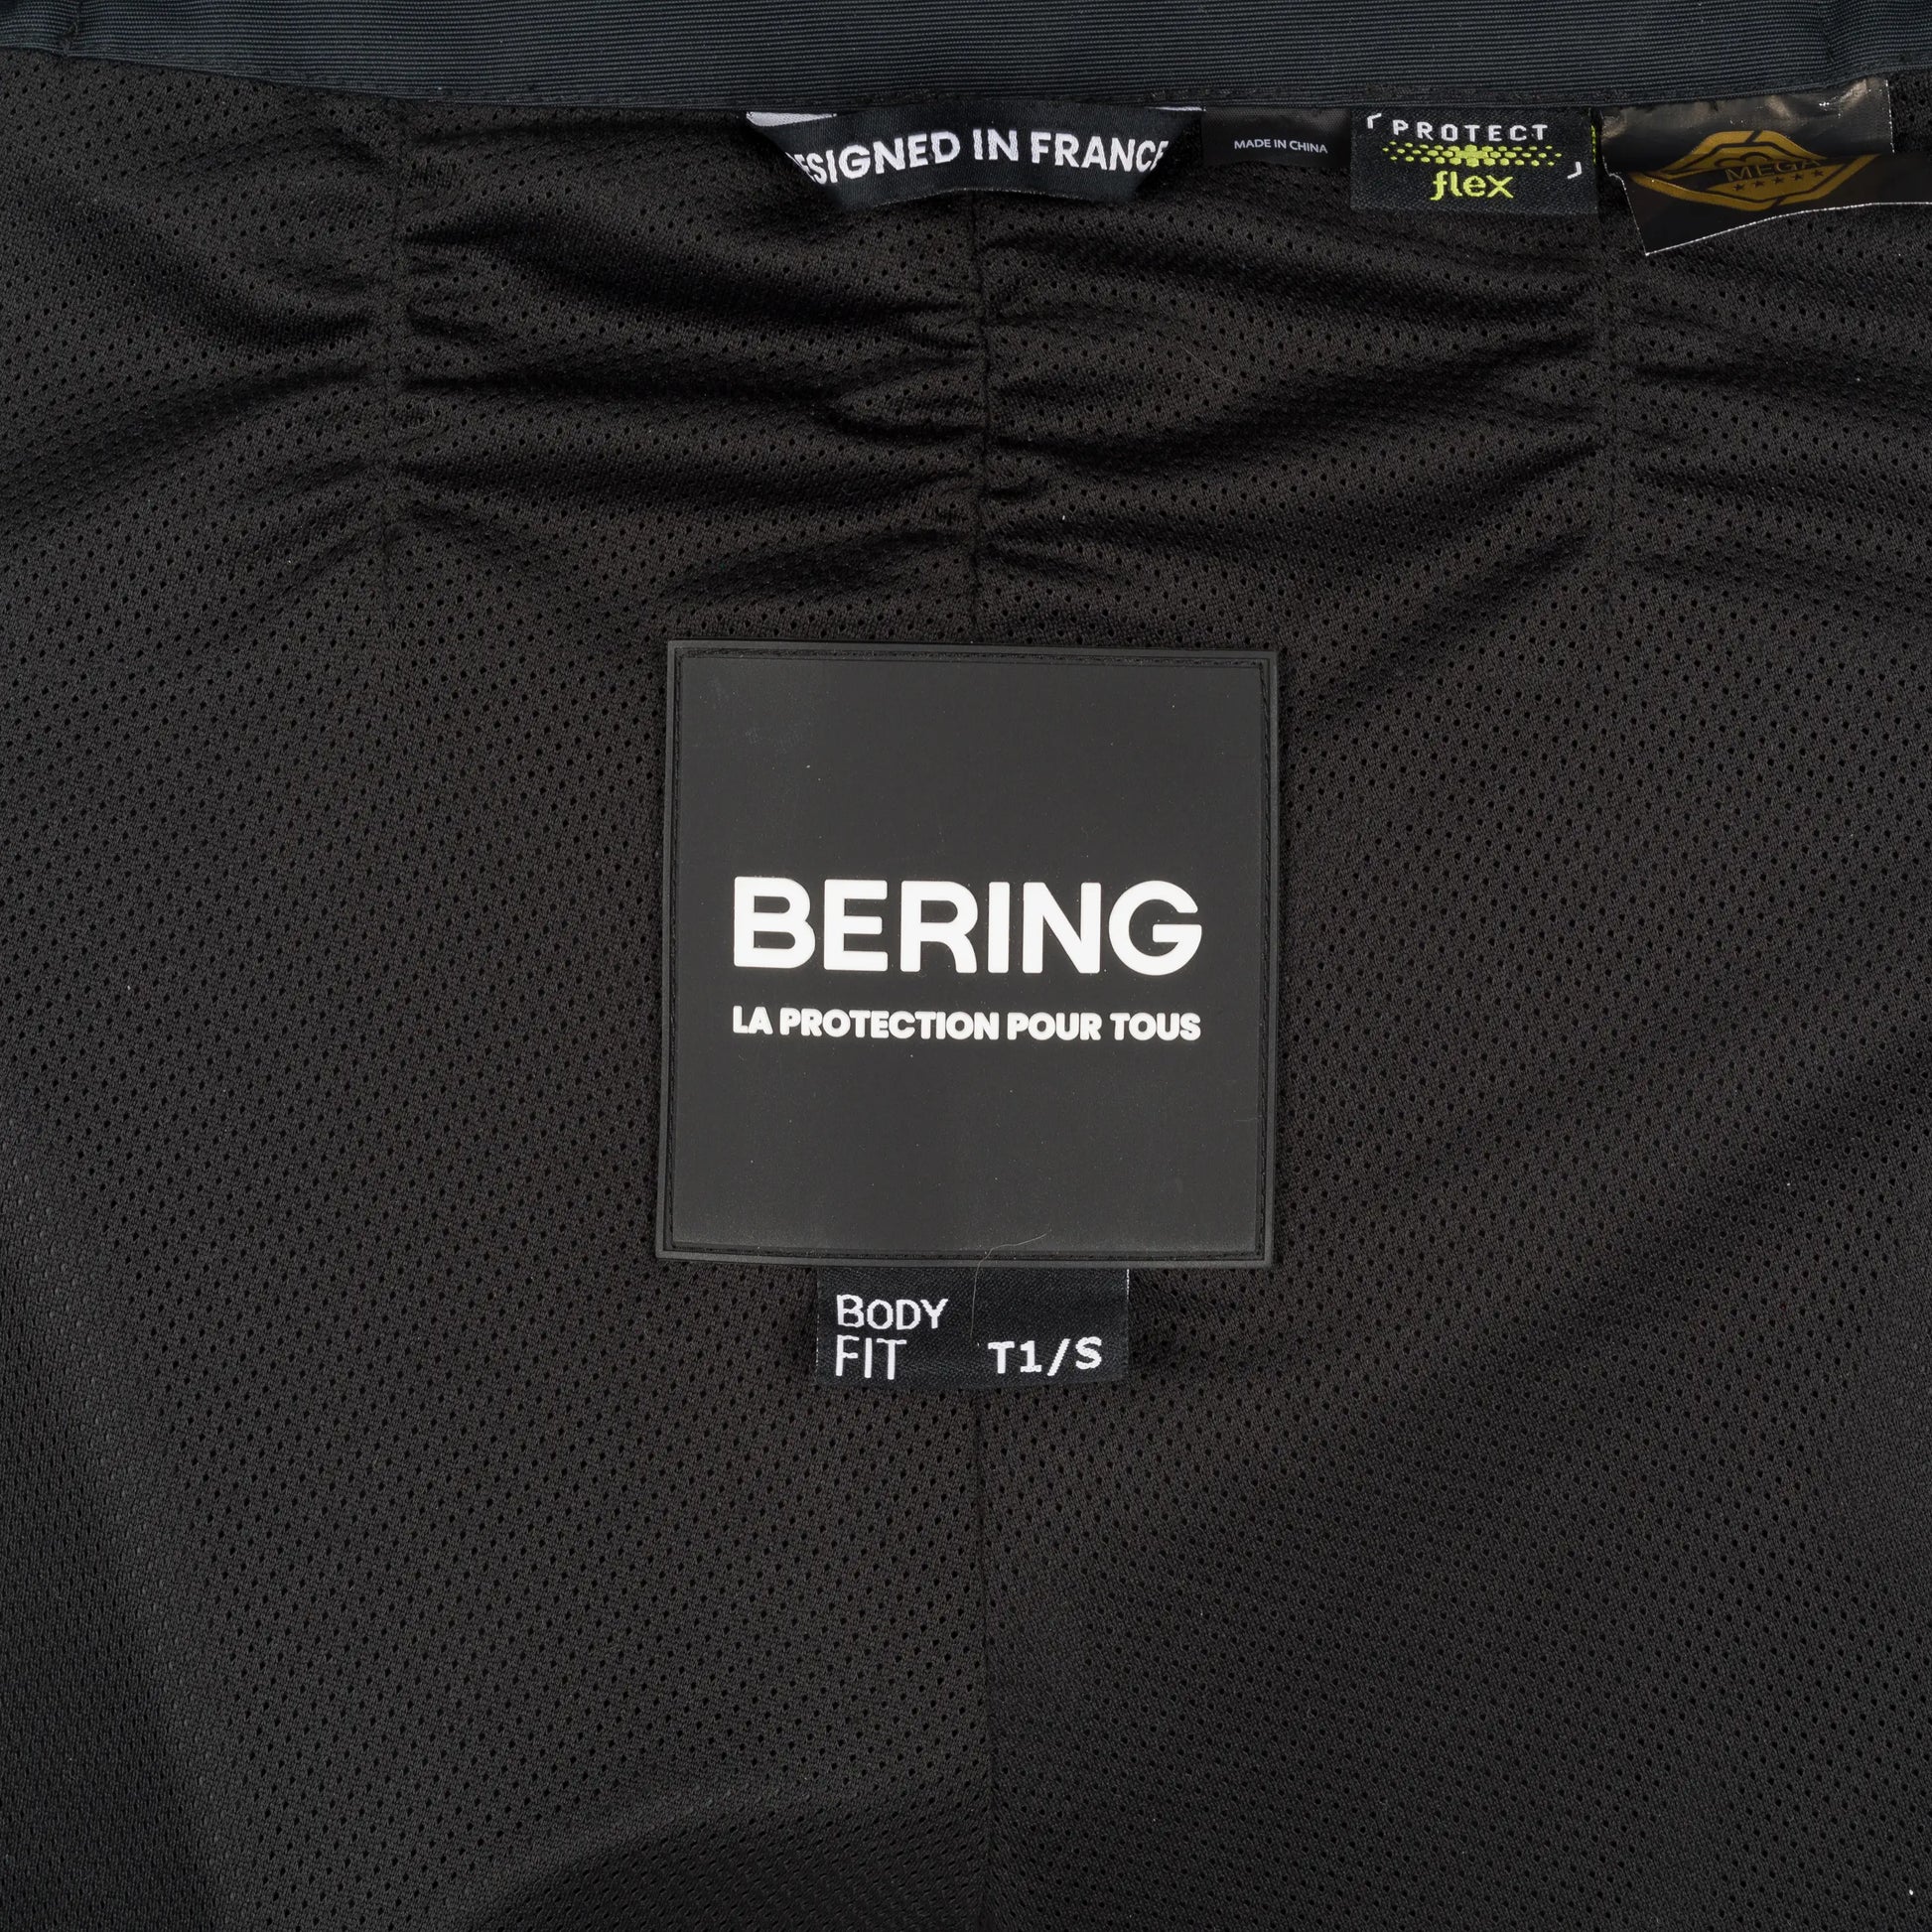 ESIGNED IN FRANCE
MADE IN CHINA
PROTECT
flex
BERING
LA PROTECTION POUR TOUS
BODY
FIT
T1/S